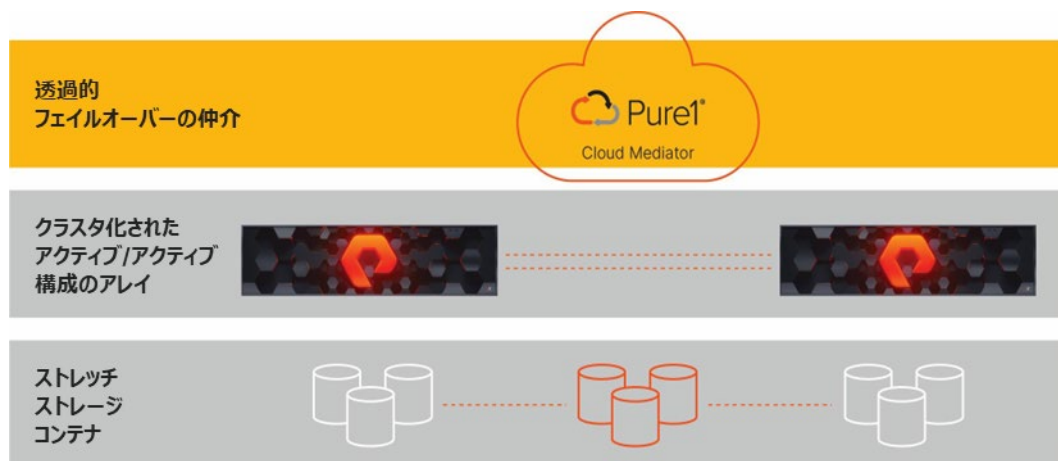 透過的
フェイルオーバーの仲介
Pure1®
Cloud Mediator
クラスタ化された
アクティブ/アクティブ
構成のアレイ
ストレッチ
ストレージ
コンテナ